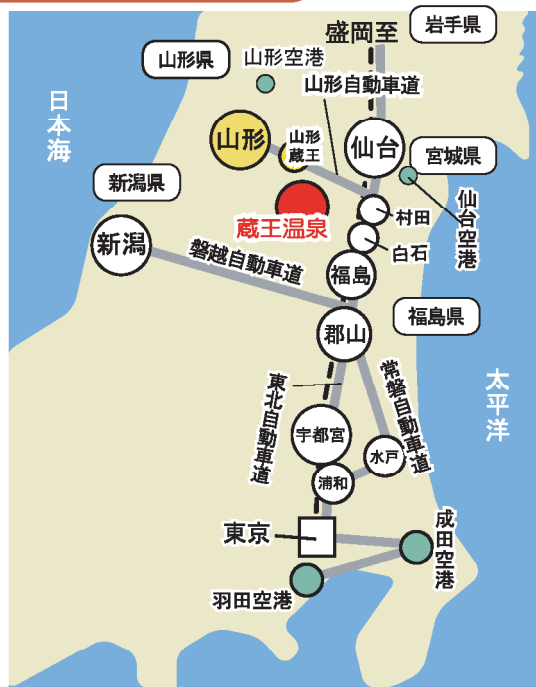 盛岡至
岩手県
山形県
山形空港
山形自動車道
日本海
山形
山形
蔵王
仙台
宮城県
新潟県
仙台空港
村田
蔵王温泉
白石
新潟
磐越自動車道
福島
福島県
郡山
太平洋
東北自動車道
常磐自動車道
宇都宮
水戸
浦和
東京
成田空港
羽田空港